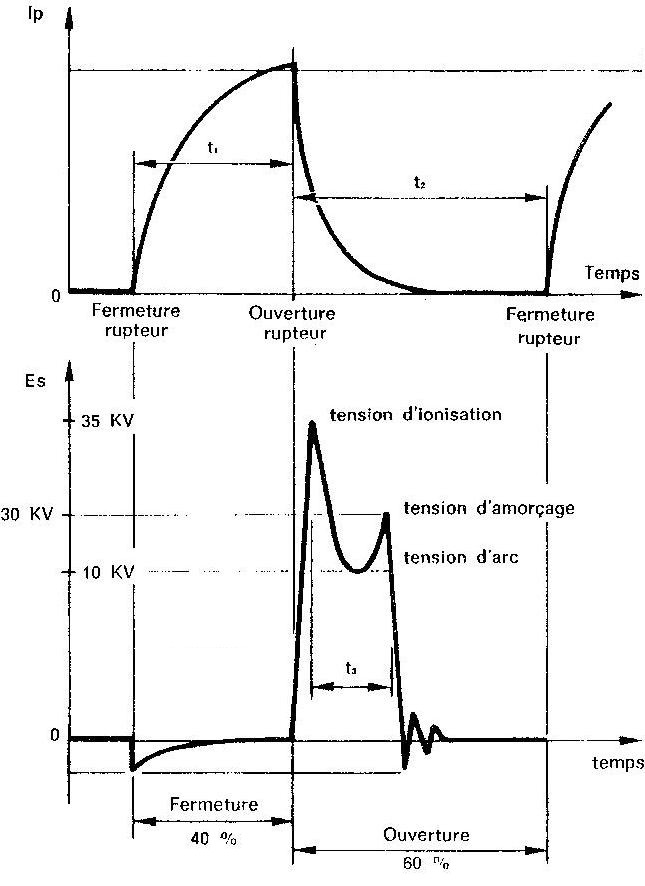 Ip
t₁
t₂
Temps
0
Fermeture
rupteur
Ouverture
rupteur
Fermeture
rupteur
Es
35 KV
tension d'ionisation
30 KV
tension d'amorçage
tension d'arc
10 KV
t₃
0
temps
Fermeture
40 %
Ouverture
60 %